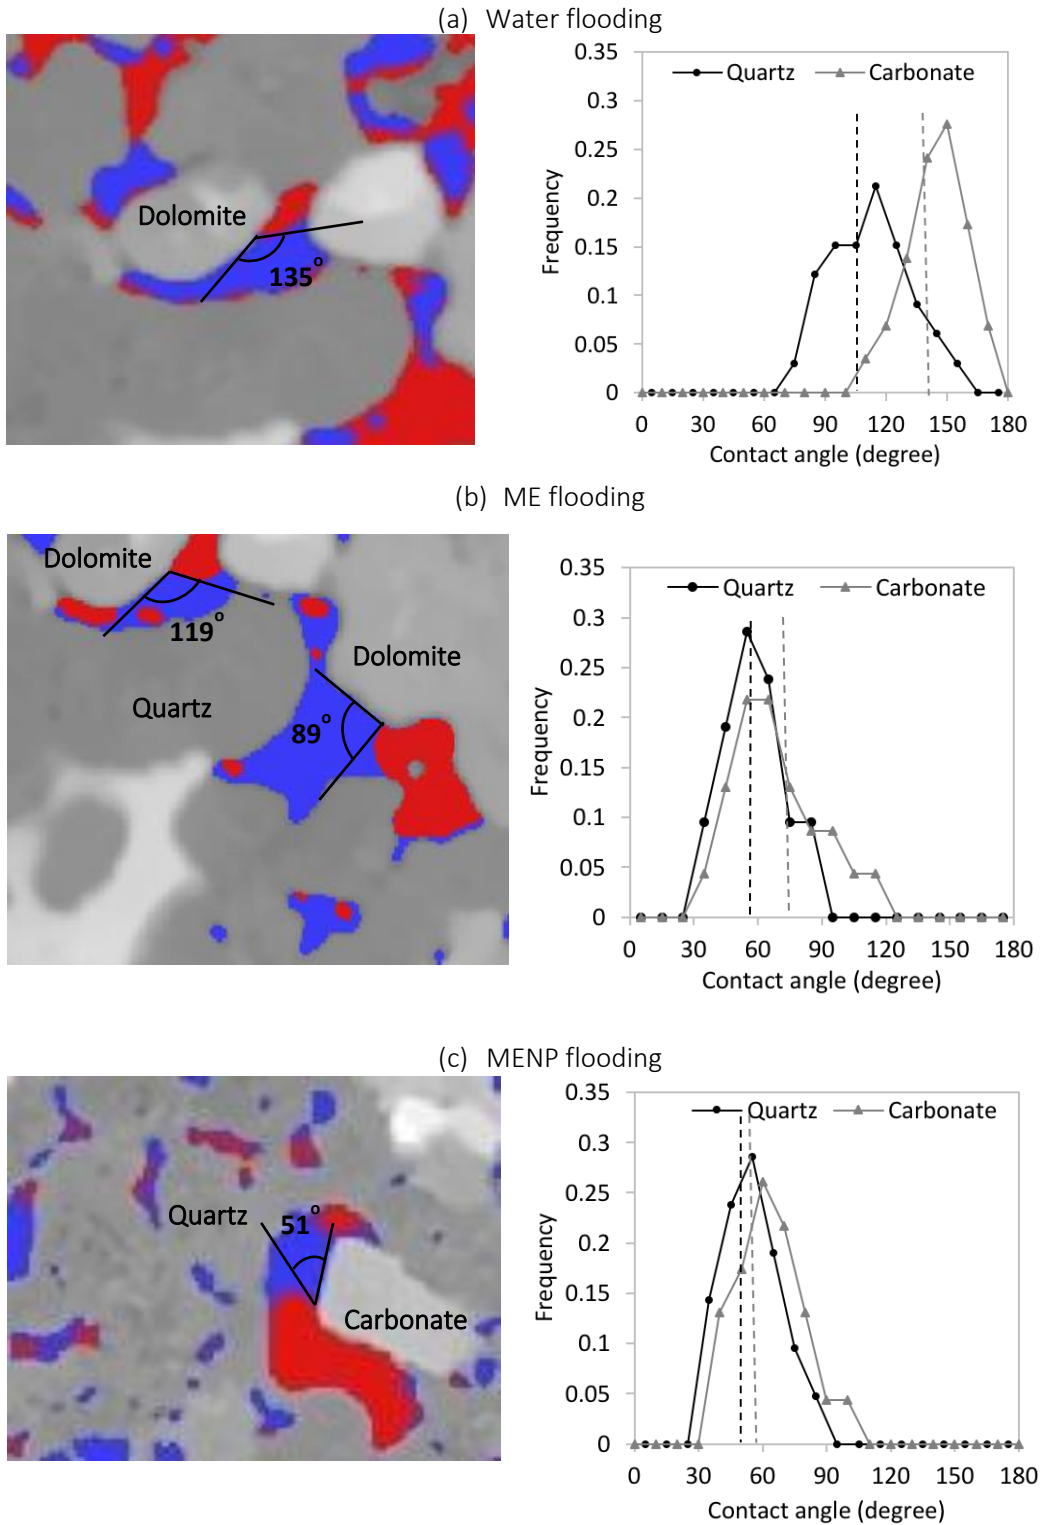 (a) Water flooding
Dolomite
135°
0.35
0.3
0.25
0.2
0.15
0.1
0.05
0
Frequency
Quartz
Carbonate
0 30 60 90 120 150 180
Contact angle (degree)
(b) ME flooding
Dolomite
119°
Dolomite
Quartz
89°
0.35
0.3
0.25
0.2
0.15
0.1
0.05
0
Frequency
Quartz
Carbonate
0 30 60 90 120 150 180
Contact angle (degree)
(c) MENP flooding
Quartz
51°
Carbonate
0.35
0.3
0.25
0.2
0.15
0.1
0.05
0
Frequency
Quartz
Carbonate
0 30 60 90 120 150 180
Contact angle (degree)